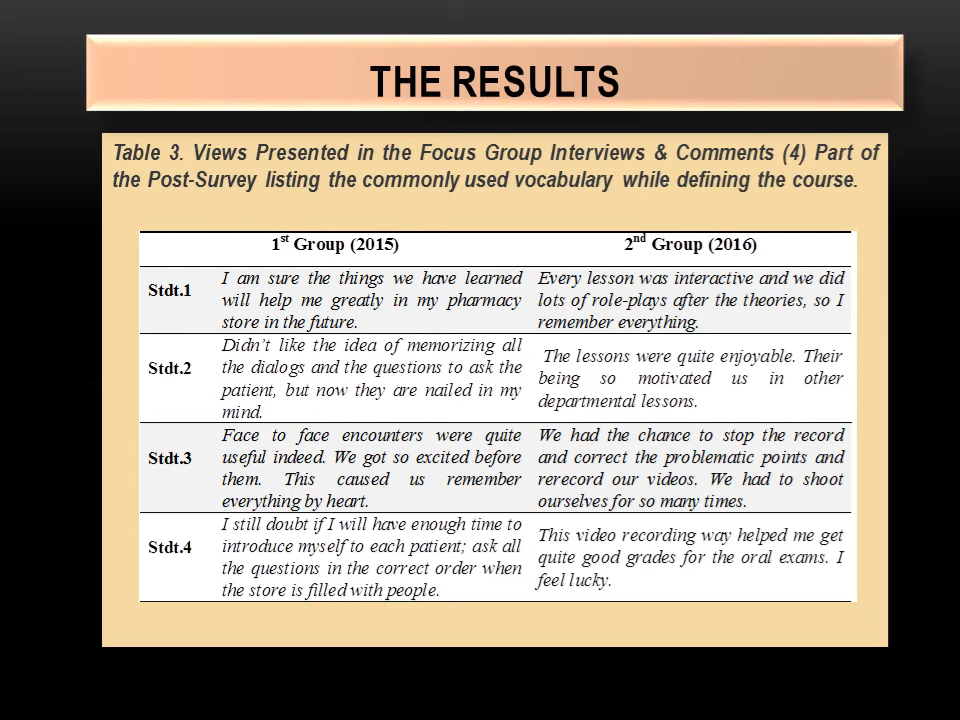 THE RESULTS
Table 3. Views Presented in the Focus Group Interviews & Comments (4) Part of
the Post-Survey listing the commonly used vocabulary while defining the course.
1st Group (2015)
2nd Group (2016)
Stdt.1
I am sure the things we have learned
will help me greatly in my pharmacy
store in the future.
Every lesson was interactive and we did
lots of role-plays after the theories, so I
remember everything.
Stdt.2
Didn't like the idea of memorizing all
the dialogs and the questions to ask the
patient, but now they are nailed in my
mind.
The lessons were quite enjoyable. Their
being so motivated us in other
departmental lessons.
Stdt.3
Face to face encounters were quite
useful indeed. We got so excited before
them. This caused us remember
everything by heart.
We had the chance to stop the record
and correct the problematic points and
rerecord our videos. We had to shoot
ourselves for so many times.
Stdt.4
I still doubt if I will have enough time to
introduce myself to each patient; ask all
the questions in the correct order when
the store is filled with people.
This video recording way helped me get
quite good grades for the oral exams. I
feel lucky.